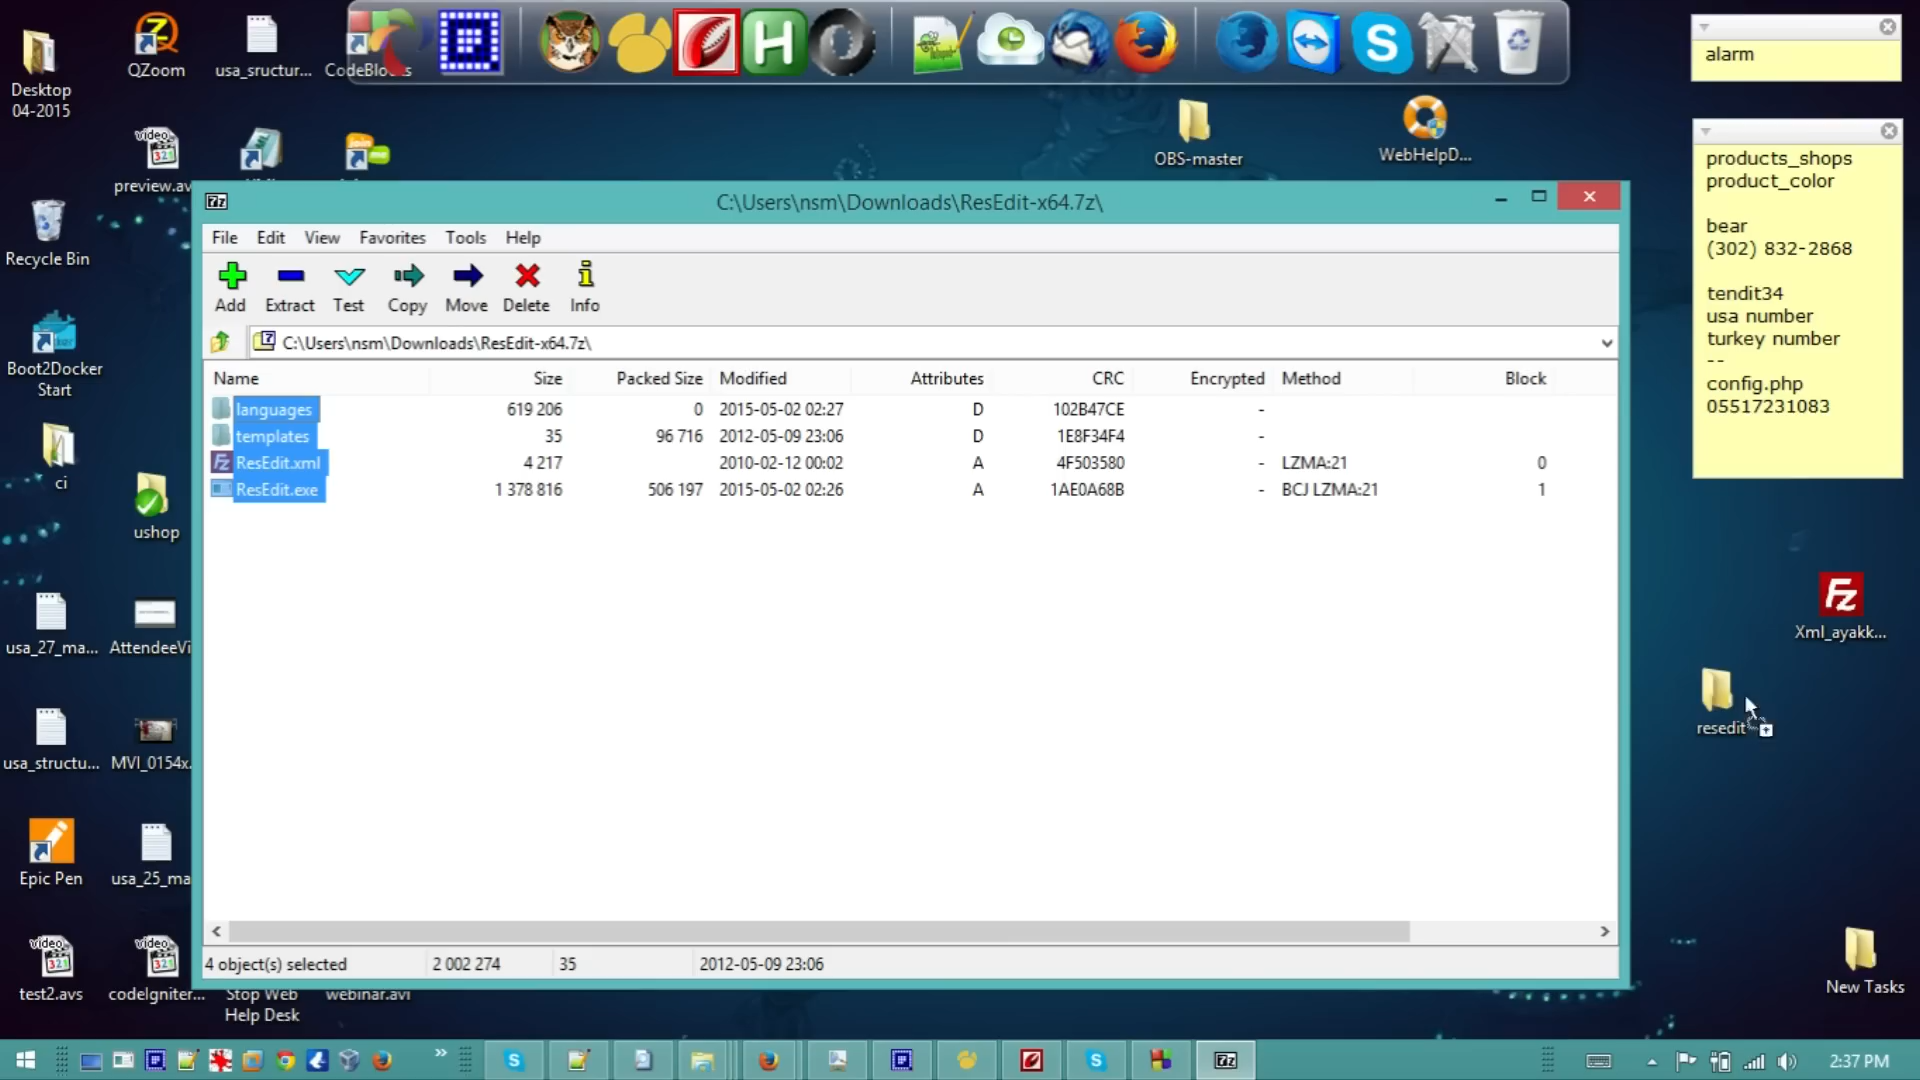 Desktop
04-2015
QZoom
usa_sructur...
CodeBlocks
preview.av
Recycle Bin
Boot2Docker
Start
ci
ushop
usa_27_ma...
AttendeeVi
usa_structu...
MVI_0154x.
Epic Pen
usa_25_ma
test2.avs
codeIgniter...
Stop Web
Help Desk
webinar.avi
OBS-master
WebHelpD...
alarm
products_shops
product_color
bear
(302) 832-2868
tendit34
usa number
turkey number
--
config.php
05517231083
Xml_ayakk...
resedit
New Tasks
C:\Users\nsm\Downloads\ResEdit-x64.7z\
File Edit View Favorites Tools Help
Add Extract Test Copy Move Delete Info
C:\Users\nsm\Downloads\ResEdit-x64.7z\
Name Size Packed Size Modified Attributes CRC Encrypted Method Block
languages 619 206 0 2015-05-02 02:27 D 102B47CE -
templates 35 96 716 2012-05-09 23:06 D 1E8F34F4 -
ResEdit.xml 4 217 2010-02-12 00:02 A 4F503580 - LZMA:21 0
ResEdit.exe 1 378 816 506 197 2015-05-02 02:26 A 1AE0A68B - BCJ LZMA:21 1
4 object(s) selected 2 002 274 35 2012-05-09 23:06
2:37 PM